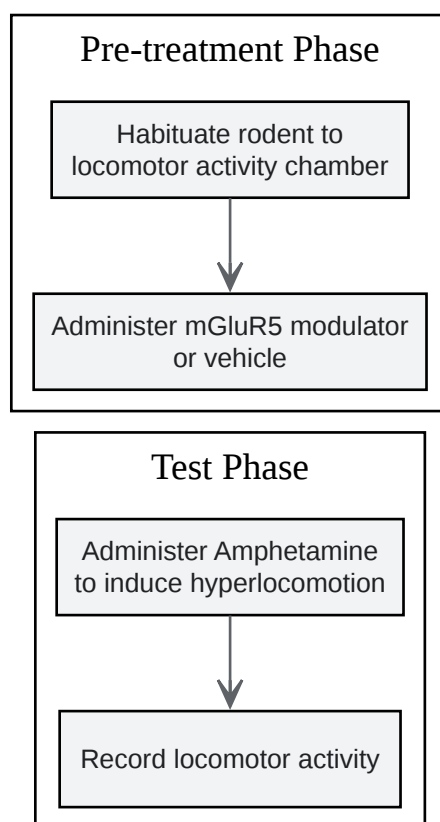 Pre-treatment Phase
Habituate rodent to
locomotor activity chamber
Administer mGluR5 modulator
or vehicle
Test Phase
Administer Amphetamine
to induce hyperlocomotion
Record locomotor activity